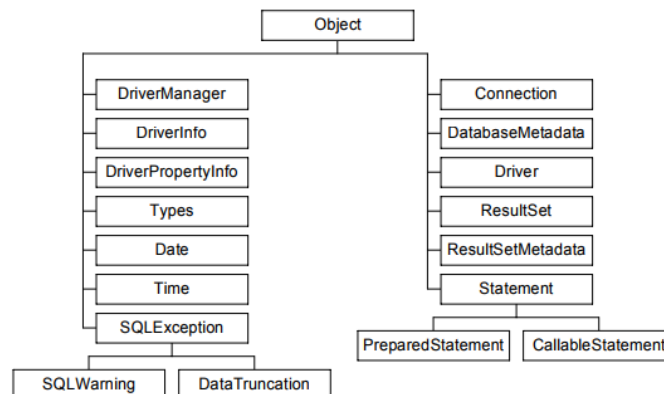 Object
DriverManager
DriverInfo
DriverPropertyInfo
Types
Date
Time
SQLException
SQLWarning
DataTruncation
Connection
DatabaseMetadata
Driver
ResultSet
ResultSetMetadata
Statement
PreparedStatement
CallableStatement